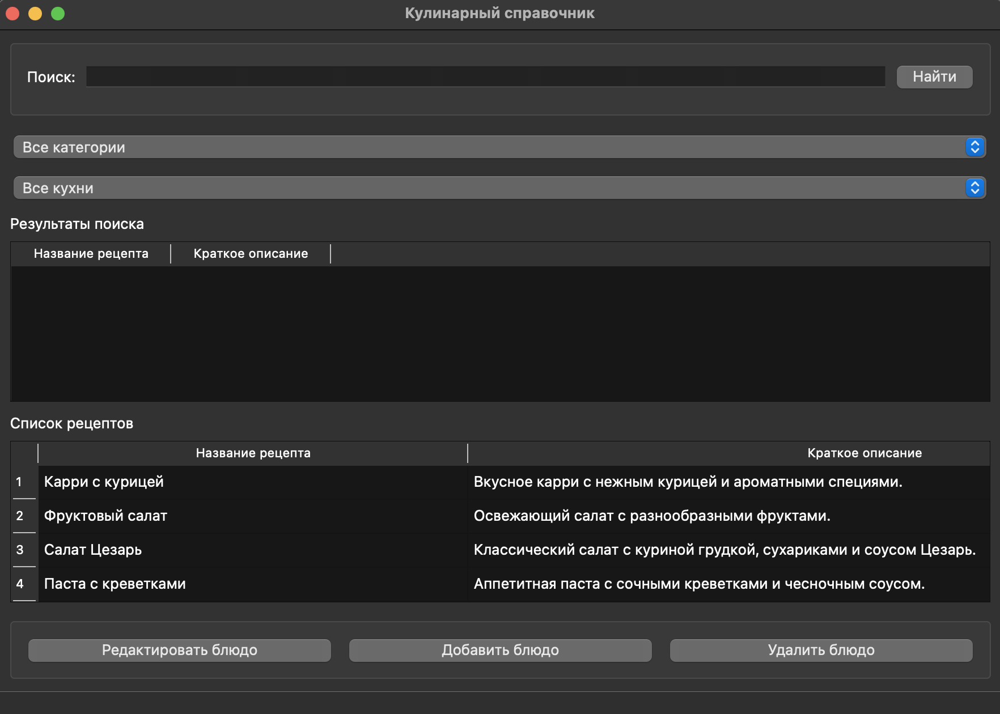 Кулинарный справочник
Поиск: Найти
Все категории
Все кухни
Результаты поиска
Название рецепта Краткое описание
Список рецептов
Название рецепта Краткое описание
1 Карри с курицей Вкусное карри с нежным курицей и ароматными специями.
2 Фруктовый салат Освежающий салат с разнообразными фруктами.
3 Салат Цезарь Классический салат с куриной грудкой, сухариками и соусом Цезарь.
4 Паста с креветками Аппетитная паста с сочными креветками и чесночным соусом.
Редактировать блюдо Добавить блюдо Удалить блюдо